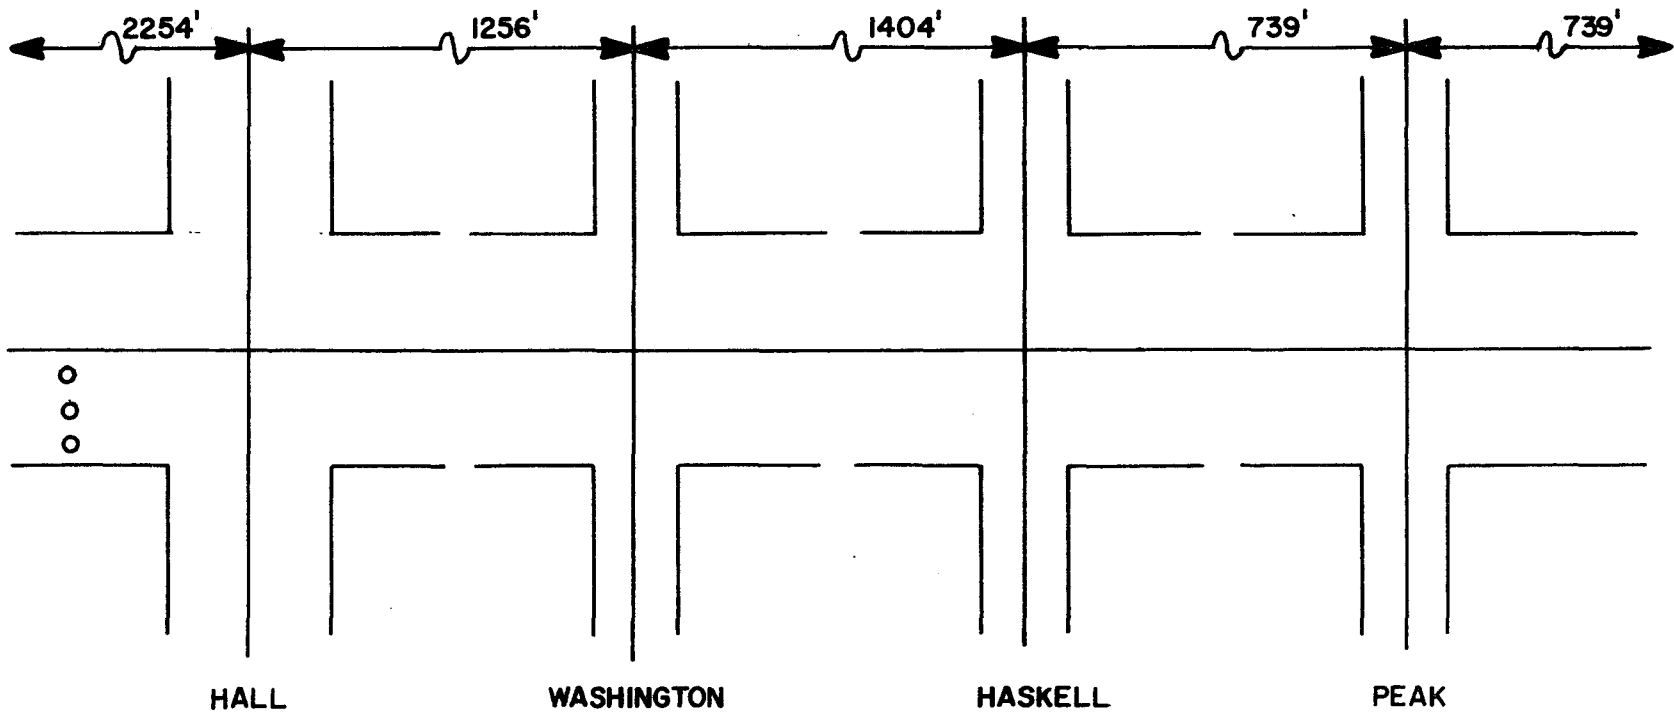 2254' 1256' 1404' 739' 739'
HALL WASHINGTON HASKELL PEAK